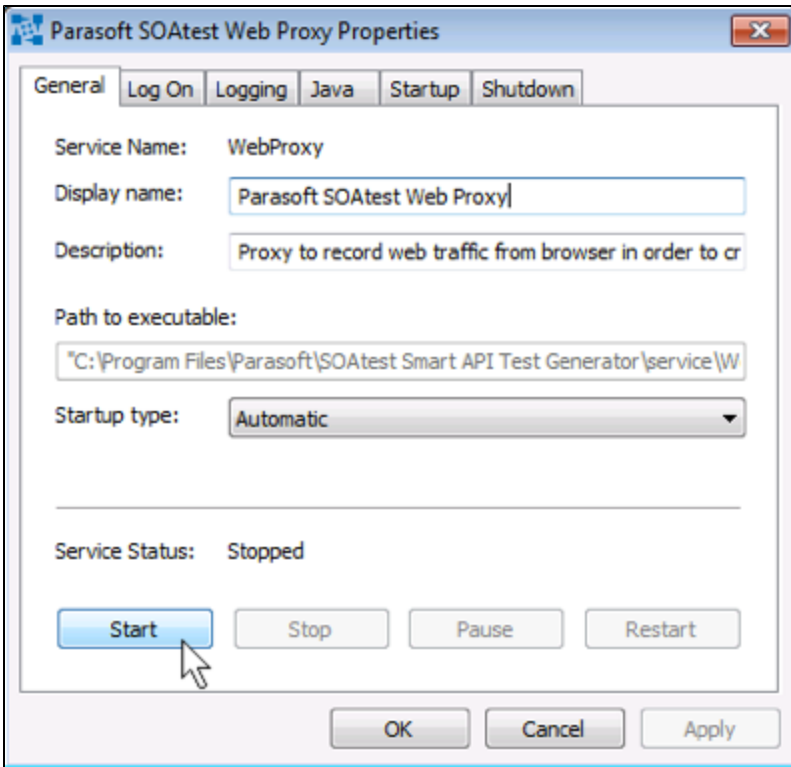 Parasoft SOAtest Web Proxy Properties
General Log On Logging Java Startup Shutdown
Service Name: WebProxy
Display name: Parasoft SOAtest Web Proxy
Description: Proxy to record web traffic from browser in order to cr
Path to executable:
"C:\Program Files\Parasoft\SOAtest Smart API Test Generator\service\W
Startup type: Automatic
Service Status: Stopped
Start Stop Pause Restart
OK Cancel Apply